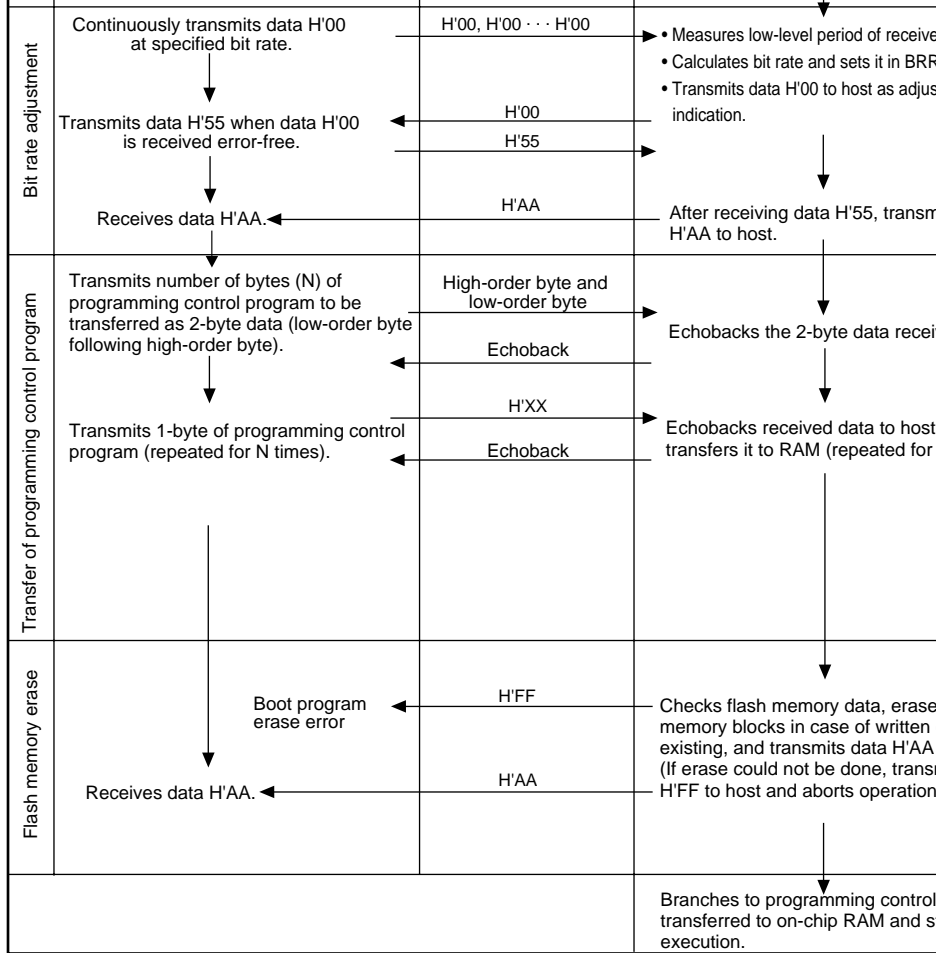 Bit rate adjustment
Continuously transmits data H'00
at specified bit rate.
H'00, H'00 · · · H'00
• Measures low-level period of receive
• Calculates bit rate and sets it in BRR
• Transmits data H'00 to host as adjus
indication.
Transmits data H'55 when data H'00
is received error-free.
H'00
H'55
Receives data H'AA.
H'AA
After receiving data H'55, transm
H'AA to host.
Transfer of programming control program
Transmits number of bytes (N) of
programming control program to be
transferred as 2-byte data (low-order byte
following high-order byte).
High-order byte and
low-order byte
Echoback
Echobacks the 2-byte data recei
Transmits 1-byte of programming control
program (repeated for N times).
H'XX
Echoback
Echobacks received data to host
transfers it to RAM (repeated for
Flash memory erase
Boot program
erase error
H'FF
Checks flash memory data, erase
memory blocks in case of written
existing, and transmits data H'AA
(If erase could not be done, transm
H'FF to host and aborts operation
Receives data H'AA.
H'AA
Branches to programming control
transferred to on-chip RAM and s
execution.